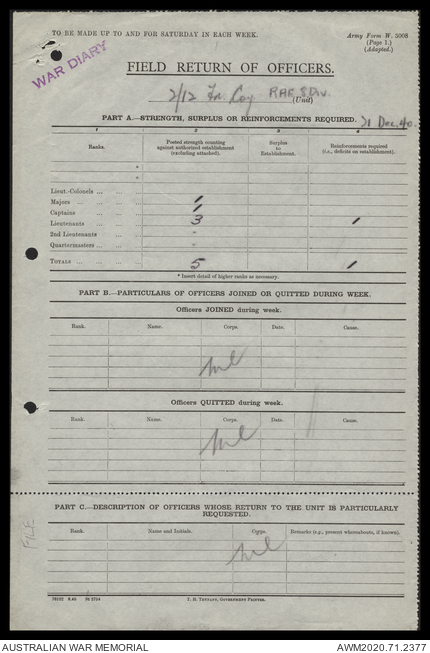 TO BE MADE UP TO AND FOR SATURDAY IN EACH WEEK.
Army Form W. 3008
(Page 1.)
(Adapted.)
WAR DIARY
FIELD RETURN OF OFFICERS.
2/12 Fd. Coy RAE 8 Div.
(Unit)
PART A.—STRENGTH, SURPLUS OR REINFORCEMENTS REQUIRED. 21 Dec. 40.
1 2 3 4
Ranks. Posted strength counting against authorized establishment (excluding attached). Surplus to Establishment. Reinforcements required (i.e., deficits on establishment).
*
*
Lieut.-Colonels ... ... ...
Majors ... ... ... 1
Captains ... ... ... 1
Lieutenants ... ... ... 3 1
2nd Lieutenants ... ... -
Quartermasters ... ... ... -
TOTALS ... ... ... 5 1
* Insert detail of higher ranks as necessary.
PART B.—PARTICULARS OF OFFICERS JOINED OR QUITTED DURING WEEK.
Officers JOINED during week.
Rank. Name. Corps. Date. Cause.
nil
Officers QUITTED during week.
Rank. Name. Corps. Date. Cause.
nil
PART C.—DESCRIPTION OF OFFICERS WHOSE RETURN TO THE UNIT IS PARTICULARLY REQUESTED.
Rank. Name and Initials. Corps. Remarks (e.g., present whereabouts, if known).
nil
FILE
T. H. TENNANT, GOVERNMENT PRINTER.
AUSTRALIAN WAR MEMORIAL
AWM2020.71.2377